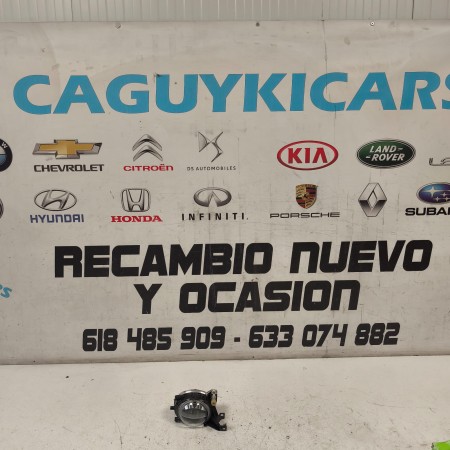 CAGUYKICARS
CHEVROLET
CITROËN
DS AUTOMOBILES
KIA
LAND-
ROVER
HYUNDAI
HONDA
INFINITI
PORSCHE
SUBAR
RECAMBIO NUEVO
Y OCASION
618 485 909 - 633 074 882